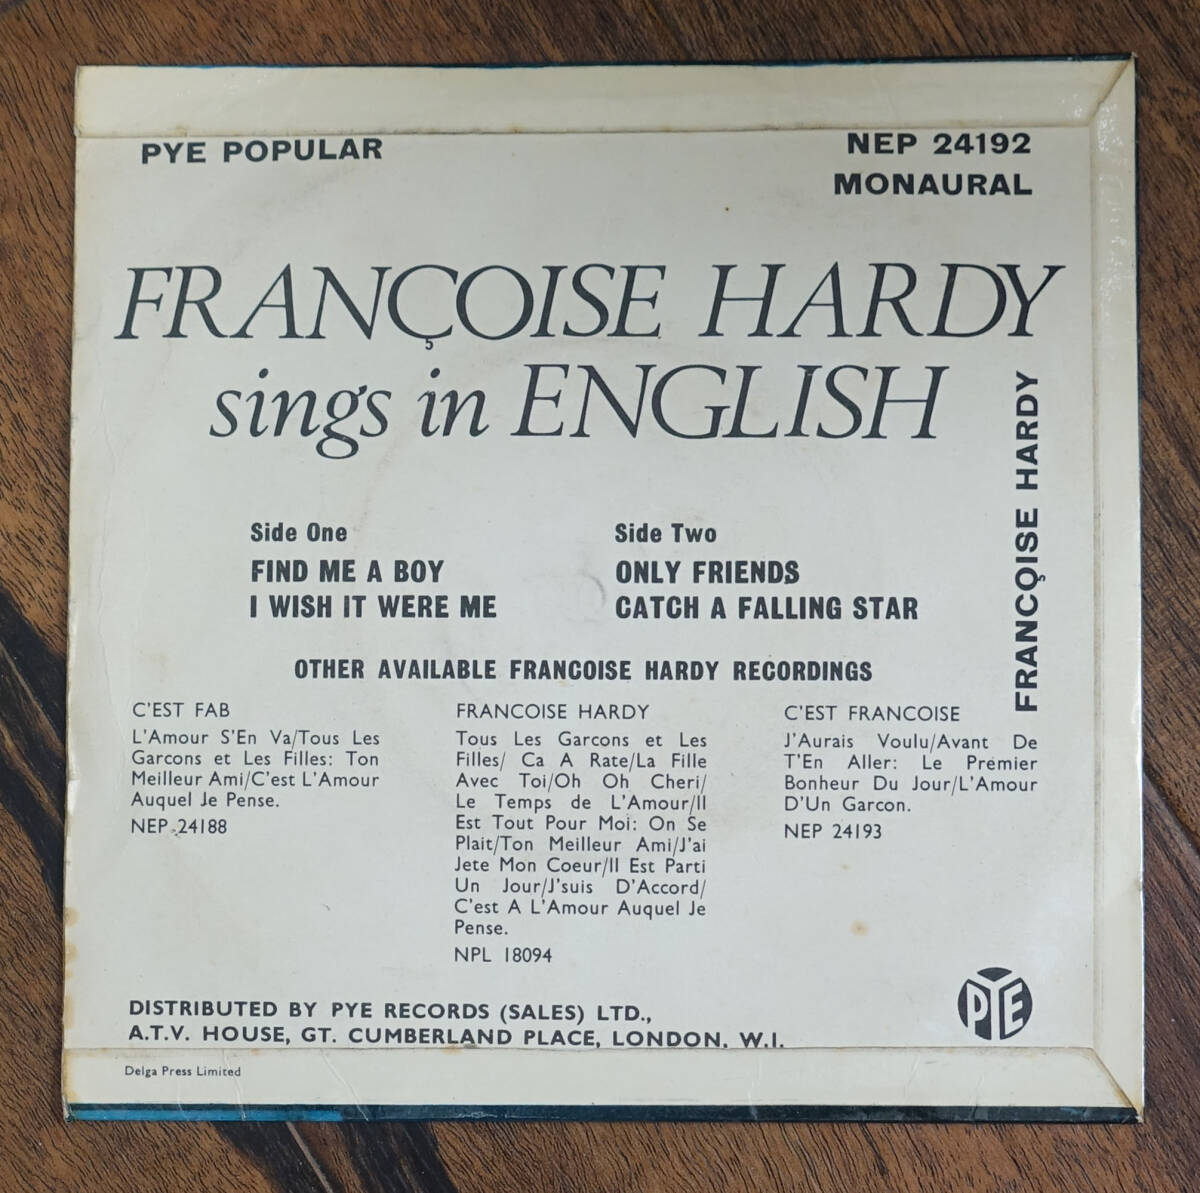 PYE POPULAR
NEP 24192
MONAURAL
FRANÇOISE HARDY
sings in ENGLISH
FRANÇOISE HARDY
Side One
FIND ME A BOY
I WISH IT WERE ME
Side Two
ONLY FRIENDS
CATCH A FALLING STAR
OTHER AVAILABLE FRANCOISE HARDY RECORDINGS
C'EST FAB
L'Amour S'En Va/Tous Les
Garcons et Les Filles: Ton
Meilleur Ami/C'est L'Amour
Auquel Je Pense.
NEP 24188
FRANCOISE HARDY
Tous Les Garcons et Les
Filles/ Ca A Rate/La Fille
Avec Toi/Oh Oh Cheri/
Le Temps de L'Amour/Il
Est Tout Pour Moi: On Se
Plait/Ton Meilleur Ami/J'ai
Jete Mon Coeur/Il Est Parti
Un Jour/J'suis D'Accord/
C'est A L'Amour Auquel Je
Pense.
NPL 18094
C'EST FRANCOISE
J'Aurais Voulu/Avant De
T'En Aller: Le Premier
Bonheur Du Jour/L'Amour
D'Un Garcon.
NEP 24193
DISTRIBUTED BY PYE RECORDS (SALES) LTD.,
A.T.V. HOUSE, GT. CUMBERLAND PLACE, LONDON. W.I.
PYE
Delga Press Limited